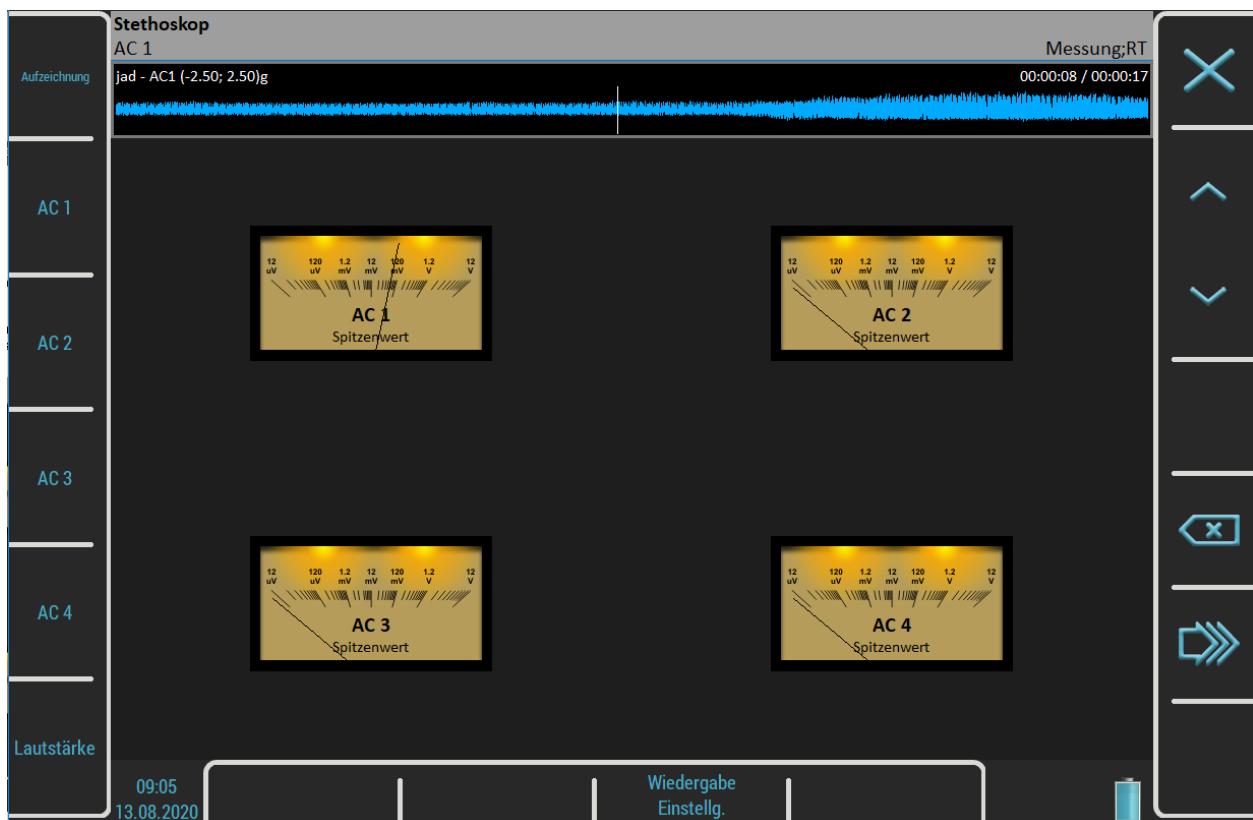 Stethoskop
AC 1
Messung;RT
jad - AC1 (-2.50; 2.50)g
00:00:08 / 00:00:17
Aufzeichnung
AC 1
AC 2
AC 3
AC 4
Lautstärke
12 120 1.2 12 120 1.2 12
uV uV mV mV mV V V
AC 1
Spitzenwert
12 120 1.2 12 120 1.2 12
uV uV mV mV mV V V
AC 2
Spitzenwert
12 120 1.2 12 120 1.2 12
uV uV mV mV mV V V
AC 3
Spitzenwert
12 120 1.2 12 120 1.2 12
uV uV mV mV mV V V
AC 4
Spitzenwert
09:05
13.08.2020
Wiedergabe
Einstellg.